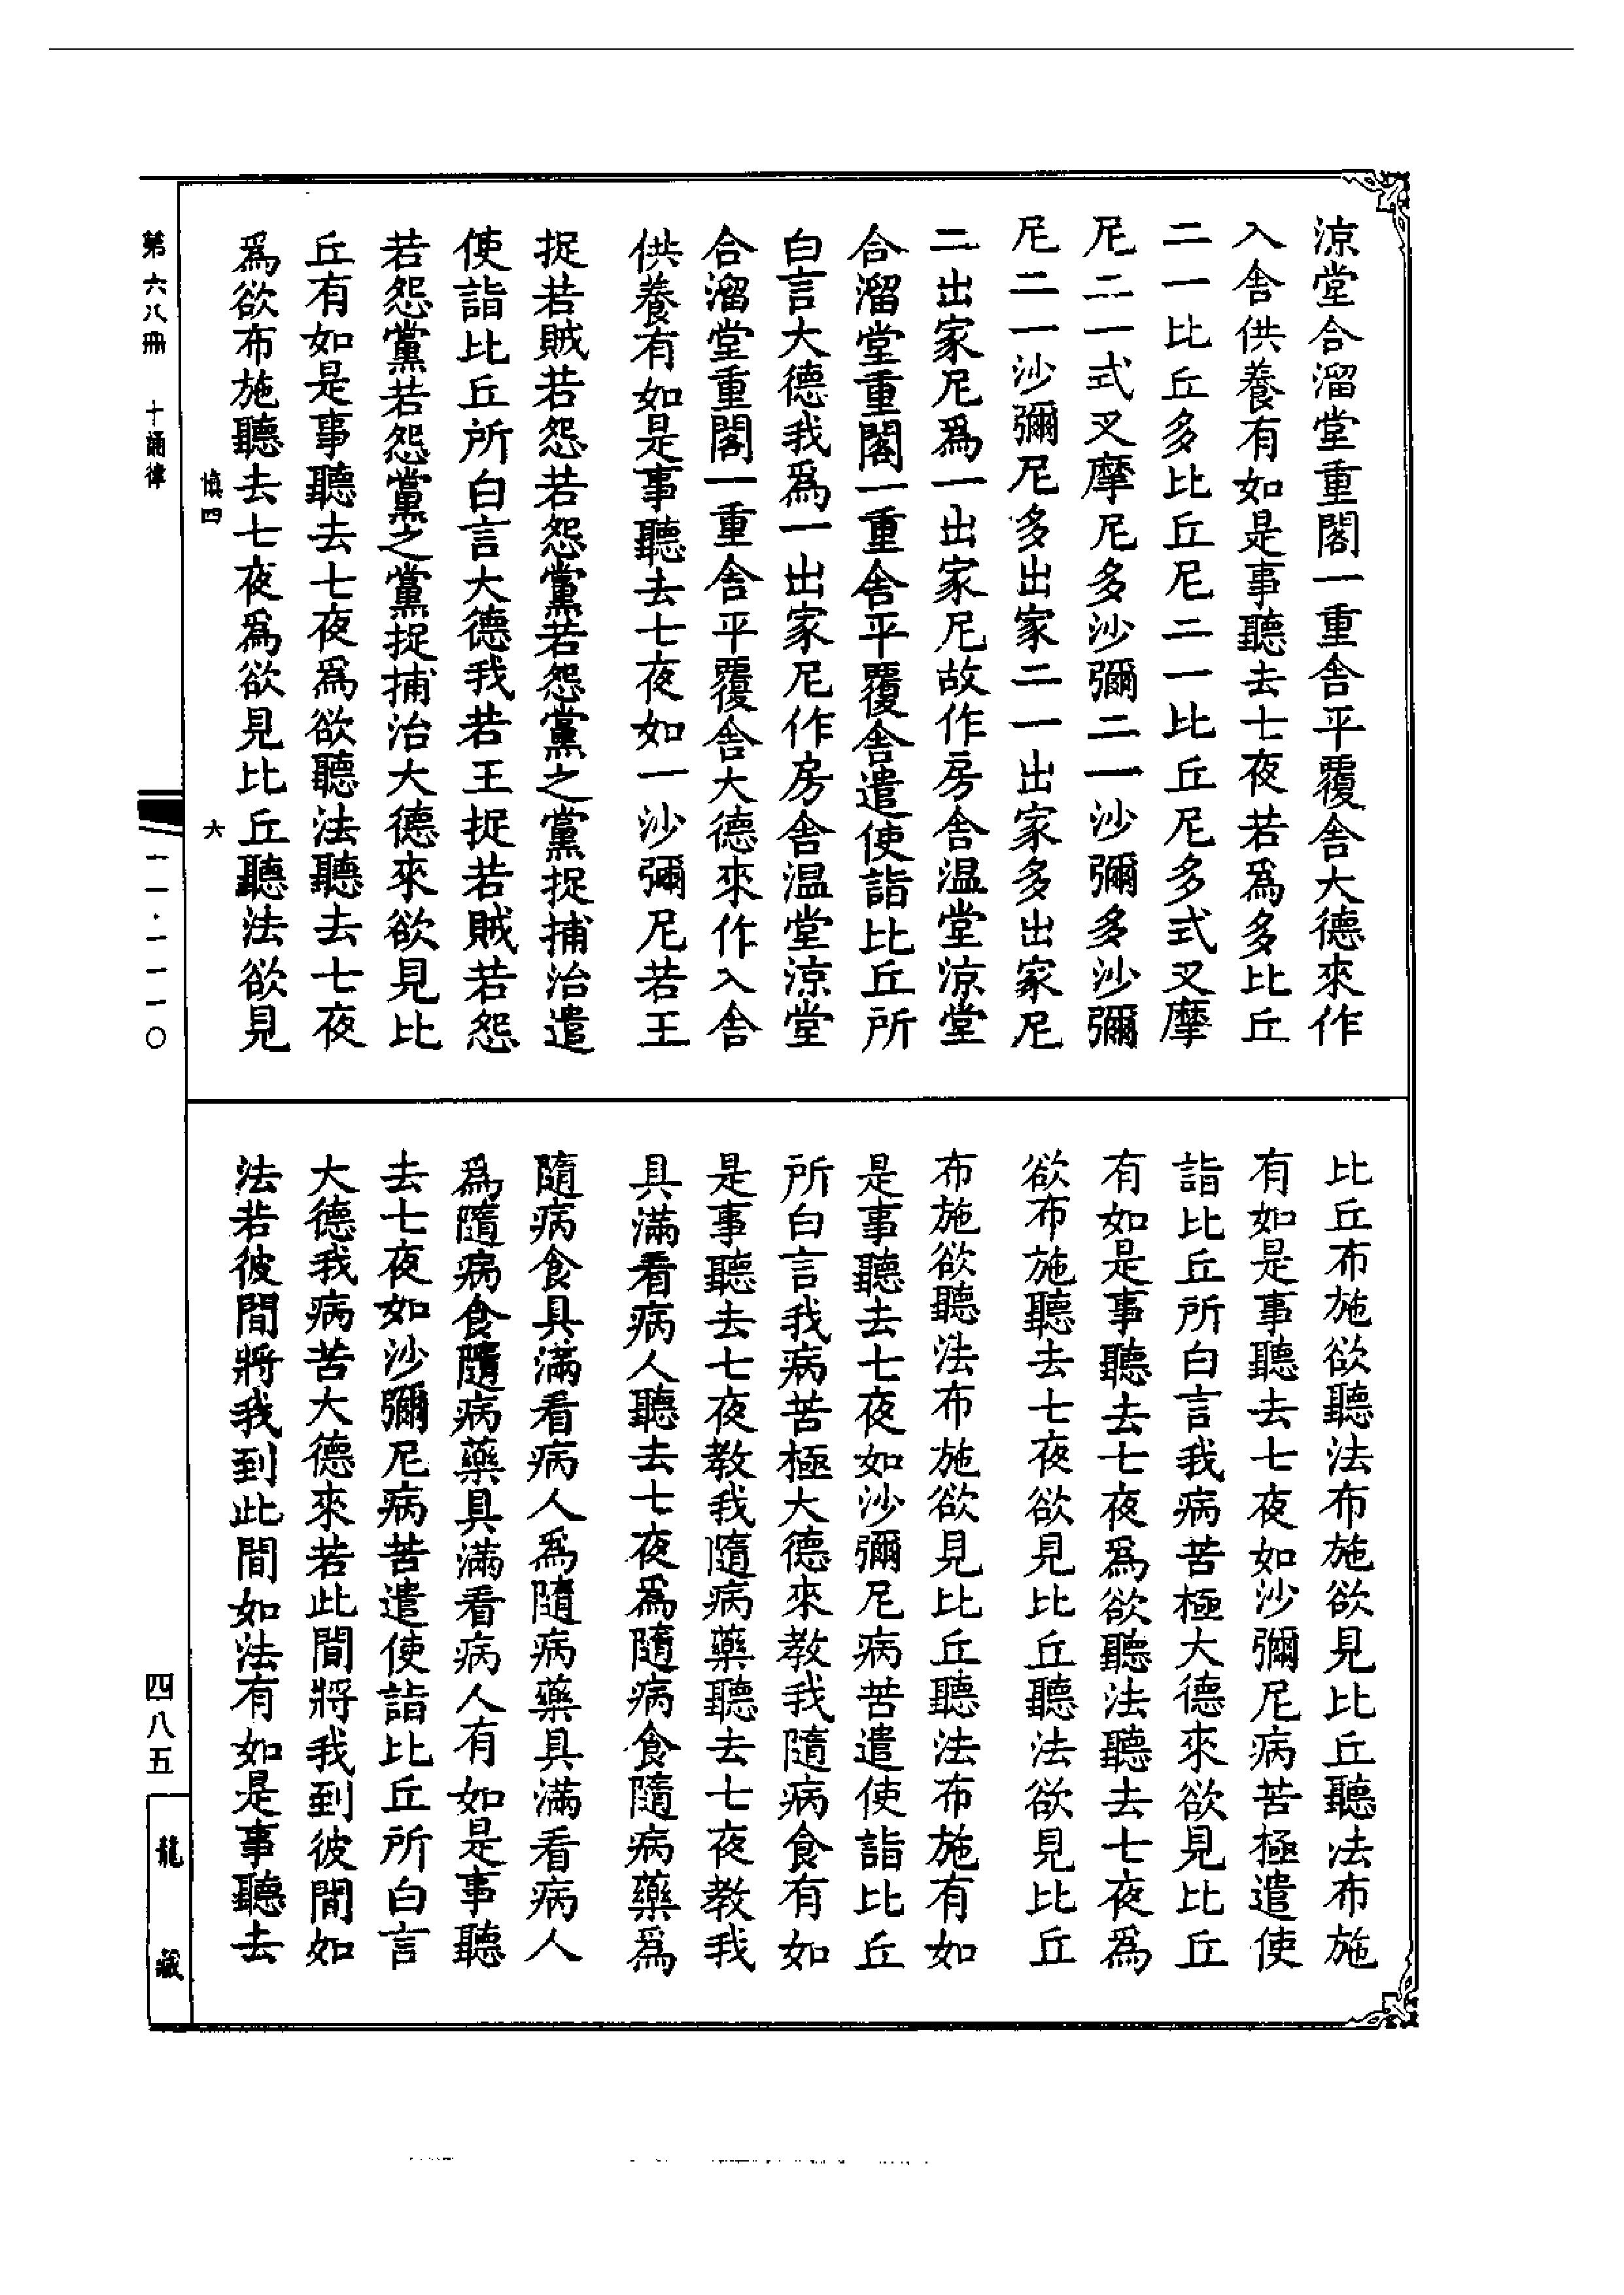 涼堂合溜堂重閣一重舍平覆舍大德來作
入舍供養有如是事聽去七夜若爲多比丘
二一比丘多比丘尼二一比丘尼多式叉摩
尼二一式叉摩尼多沙彌二一沙彌多沙彌
尼二一沙彌尼多出家二一出家多出家尼
二出家尼爲一出家尼故作房舍温堂涼堂
合溜堂重閣一重舍平覆舍遣使詣比丘所
白言大德我爲一出家尼作房舍温堂涼堂
合溜堂重閣一重舍平覆舍大德來作入舍
供養有如是事聽去七夜如一沙彌尼若王
捉若賊若怨若怨黨若怨黨之黨捉捕治遣
使詣比丘所白言大德我若王捉若賊若怨
若怨黨若怨黨之黨捉捕治大德來欲見比
丘有如是事聽去七夜爲欲聽法聽去七夜
爲欲布施聽去七夜爲欲見比丘聽法欲見
比丘布施欲聽法布施欲見比丘聽法布施
有如是事聽去七夜如沙彌尼病苦極遣使
詣比丘所白言我病苦極大德來欲見比丘
有如是事聽去七夜爲欲聽法聽去七夜爲
欲布施聽去七夜欲見比丘聽法欲見比丘
布施欲聽法布施欲見比丘聽法布施有如
是事聽去七夜如沙彌尼病苦遣使詣比丘
所白言我病苦極大德來教我隨病食有如
是事聽去七夜教我隨病藥聽去七夜教我
具滿看病人聽去七夜爲隨病食隨病藥爲
隨病食具滿看病人爲隨病藥具滿看病人
爲隨病食隨病藥具滿看病人有如是事聽
去七夜如沙彌尼病苦遣使詣比丘所白言
大德我病苦大德來若此間將我到彼間如
法若彼間將我到此間如法有如是事聽去
慎四
六
第六八冊
十誦律
一一·一一一〇
四八五
龍藏